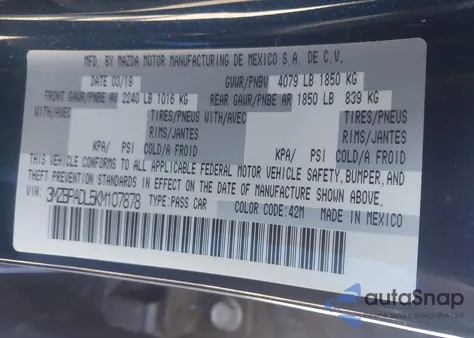 MFD. BY MAZDA MOTOR MANUFACTURING DE MEXICO S.A. DE C.V.
DATE 03/19 GVWR/PNBV 4079 LB 1850 KG
FRONT GAWR/PNBE AV 2240 LB 1016 KG REAR GAWR/PNBE AR 1850 LB 839 KG
WITH/AVEC TIRES/PNEUS WITH/AVEC TIRES/PNEUS
RIMS/JANTES RIMS/JANTES
KPA/ PSI COLD/A FROID KPA/ PSI COLD/A FROID
THIS VEHICLE CONFORMS TO ALL APPLICABLE FEDERAL MOTOR VEHICLE SAFETY, BUMPER, AND
THEFT PREVENTION STANDARDS IN EFFECT ON THE DATE OF MANUFACTURE SHOWN ABOVE.
VIN: 3MZBPADL5KM107878 TYPE:PASS CAR COLOR CODE:42M MADE IN MEXICO
autaSnap